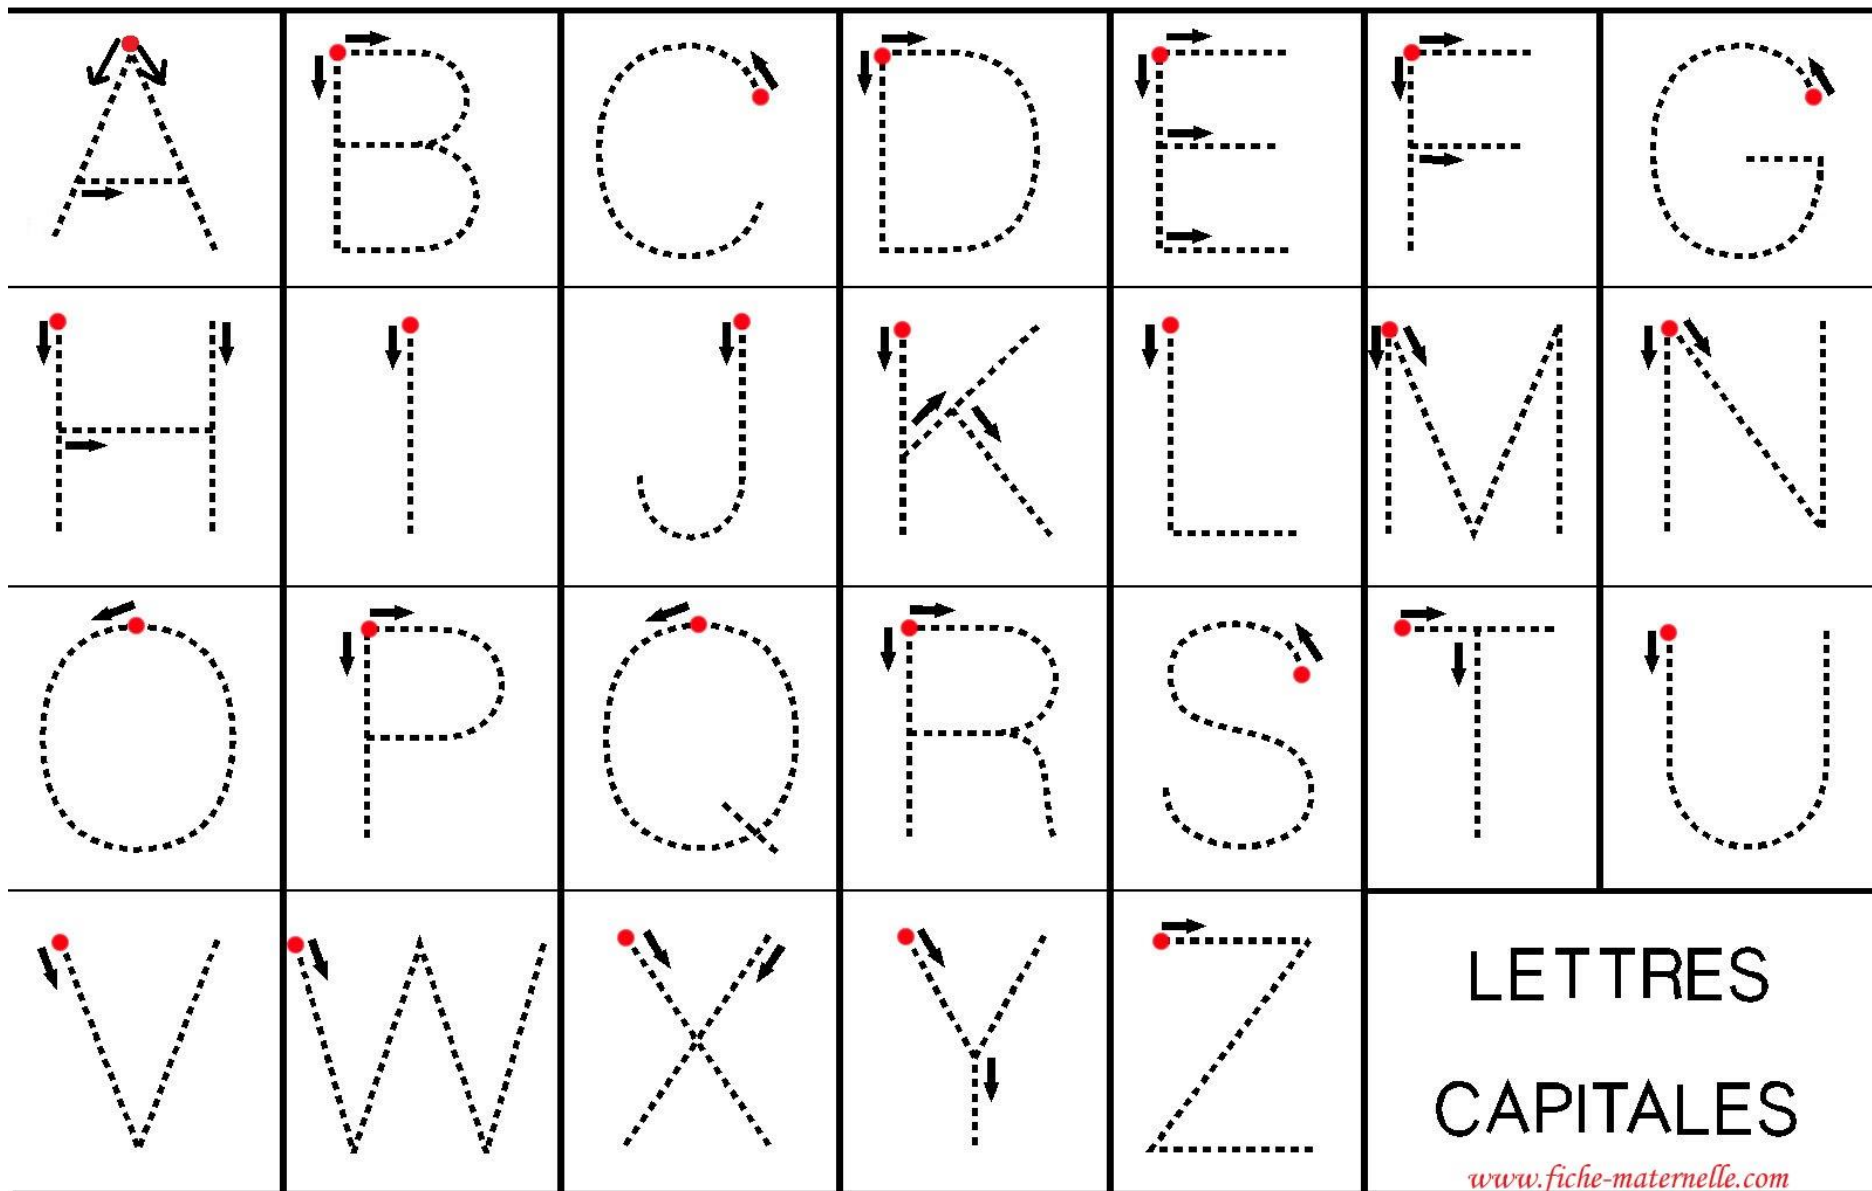 A B C D E F G
H I J K L M N
O P Q R S T U
V W X Y Z
LETTRES
CAPITALES
www.fiche-maternelle.com